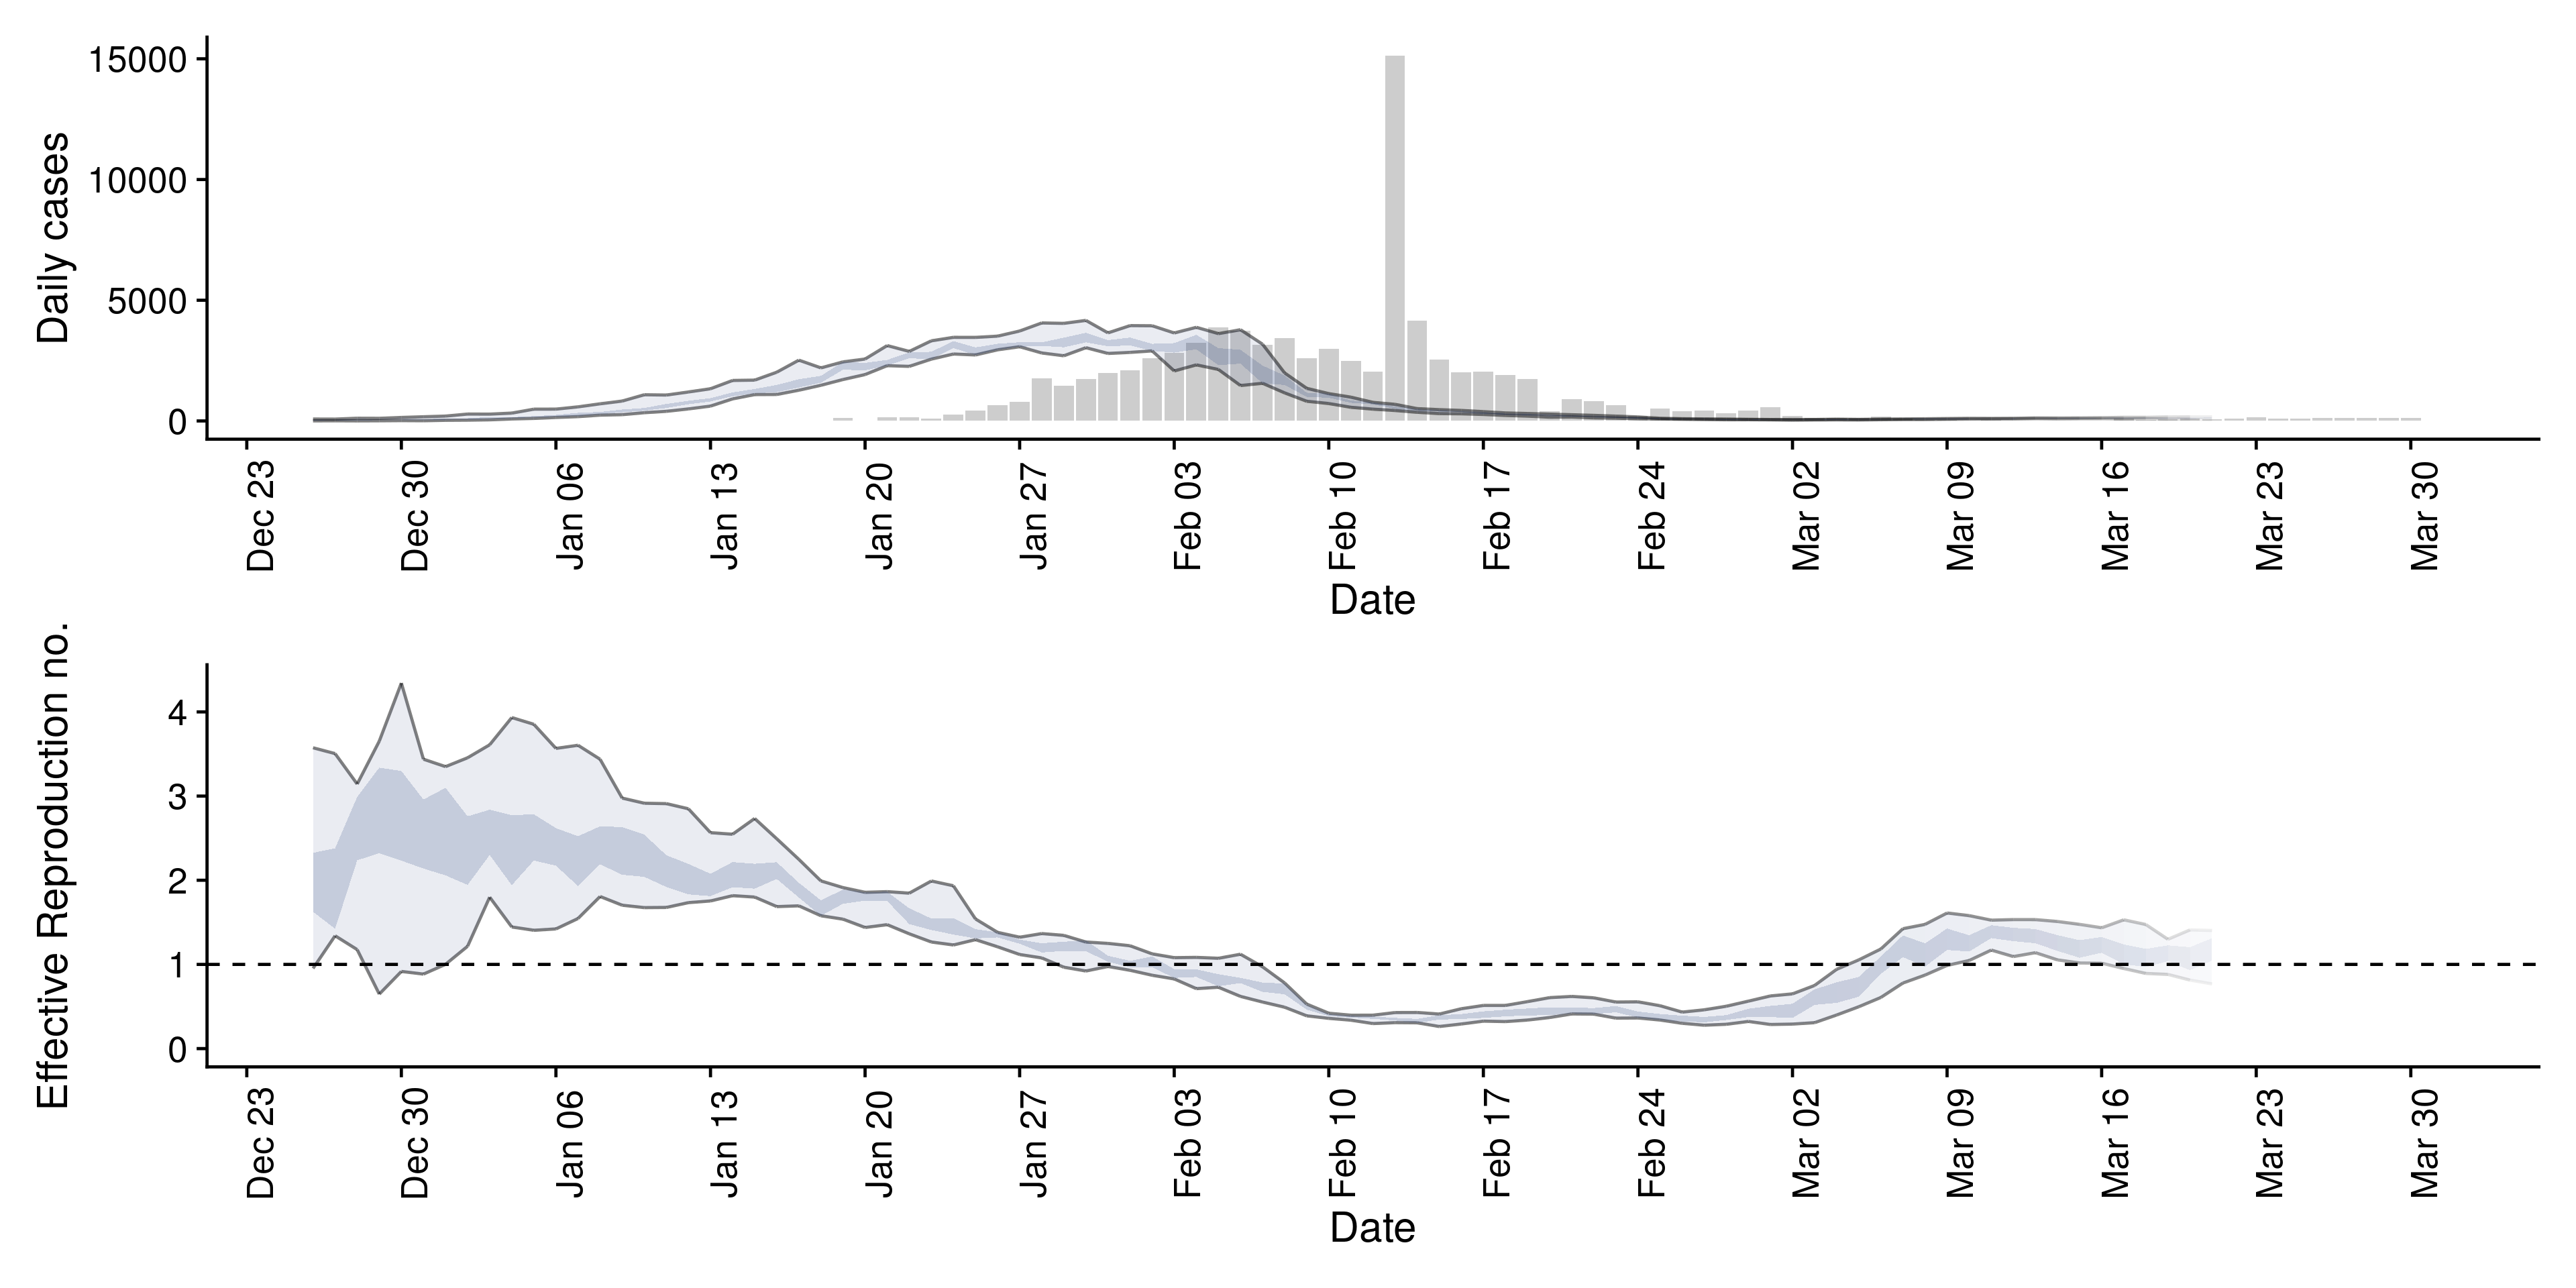 Daily cases
15000
10000
5000
0
Dec 23
Dec 30
Jan 06
Jan 13
Jan 20
Jan 27
Feb 03
Feb 10
Feb 17
Feb 24
Mar 02
Mar 09
Mar 16
Mar 23
Mar 30
Date
Effective Reproduction no.
4
3
2
1
0
Dec 23
Dec 30
Jan 06
Jan 13
Jan 20
Jan 27
Feb 03
Feb 10
Feb 17
Feb 24
Mar 02
Mar 09
Mar 16
Mar 23
Mar 30
Date